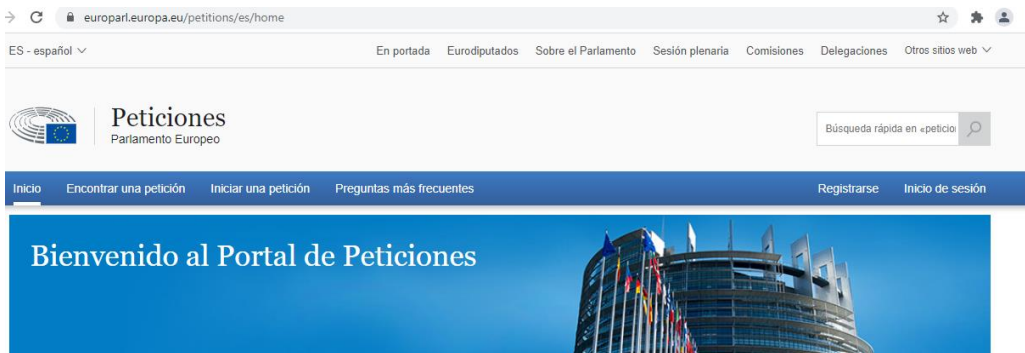 europarl.europa.eu/petitions/es/home
ES - español
En portada Eurodiputados Sobre el Parlamento Sesión plenaria Comisiones Delegaciones Otros sitios web
Peticiones
Parlamento Europeo
Búsqueda rápida en «peticio
Inicio Encontrar una petición Iniciar una petición Preguntas más frecuentes Registrarse Inicio de sesión
Bienvenido al Portal de Peticiones